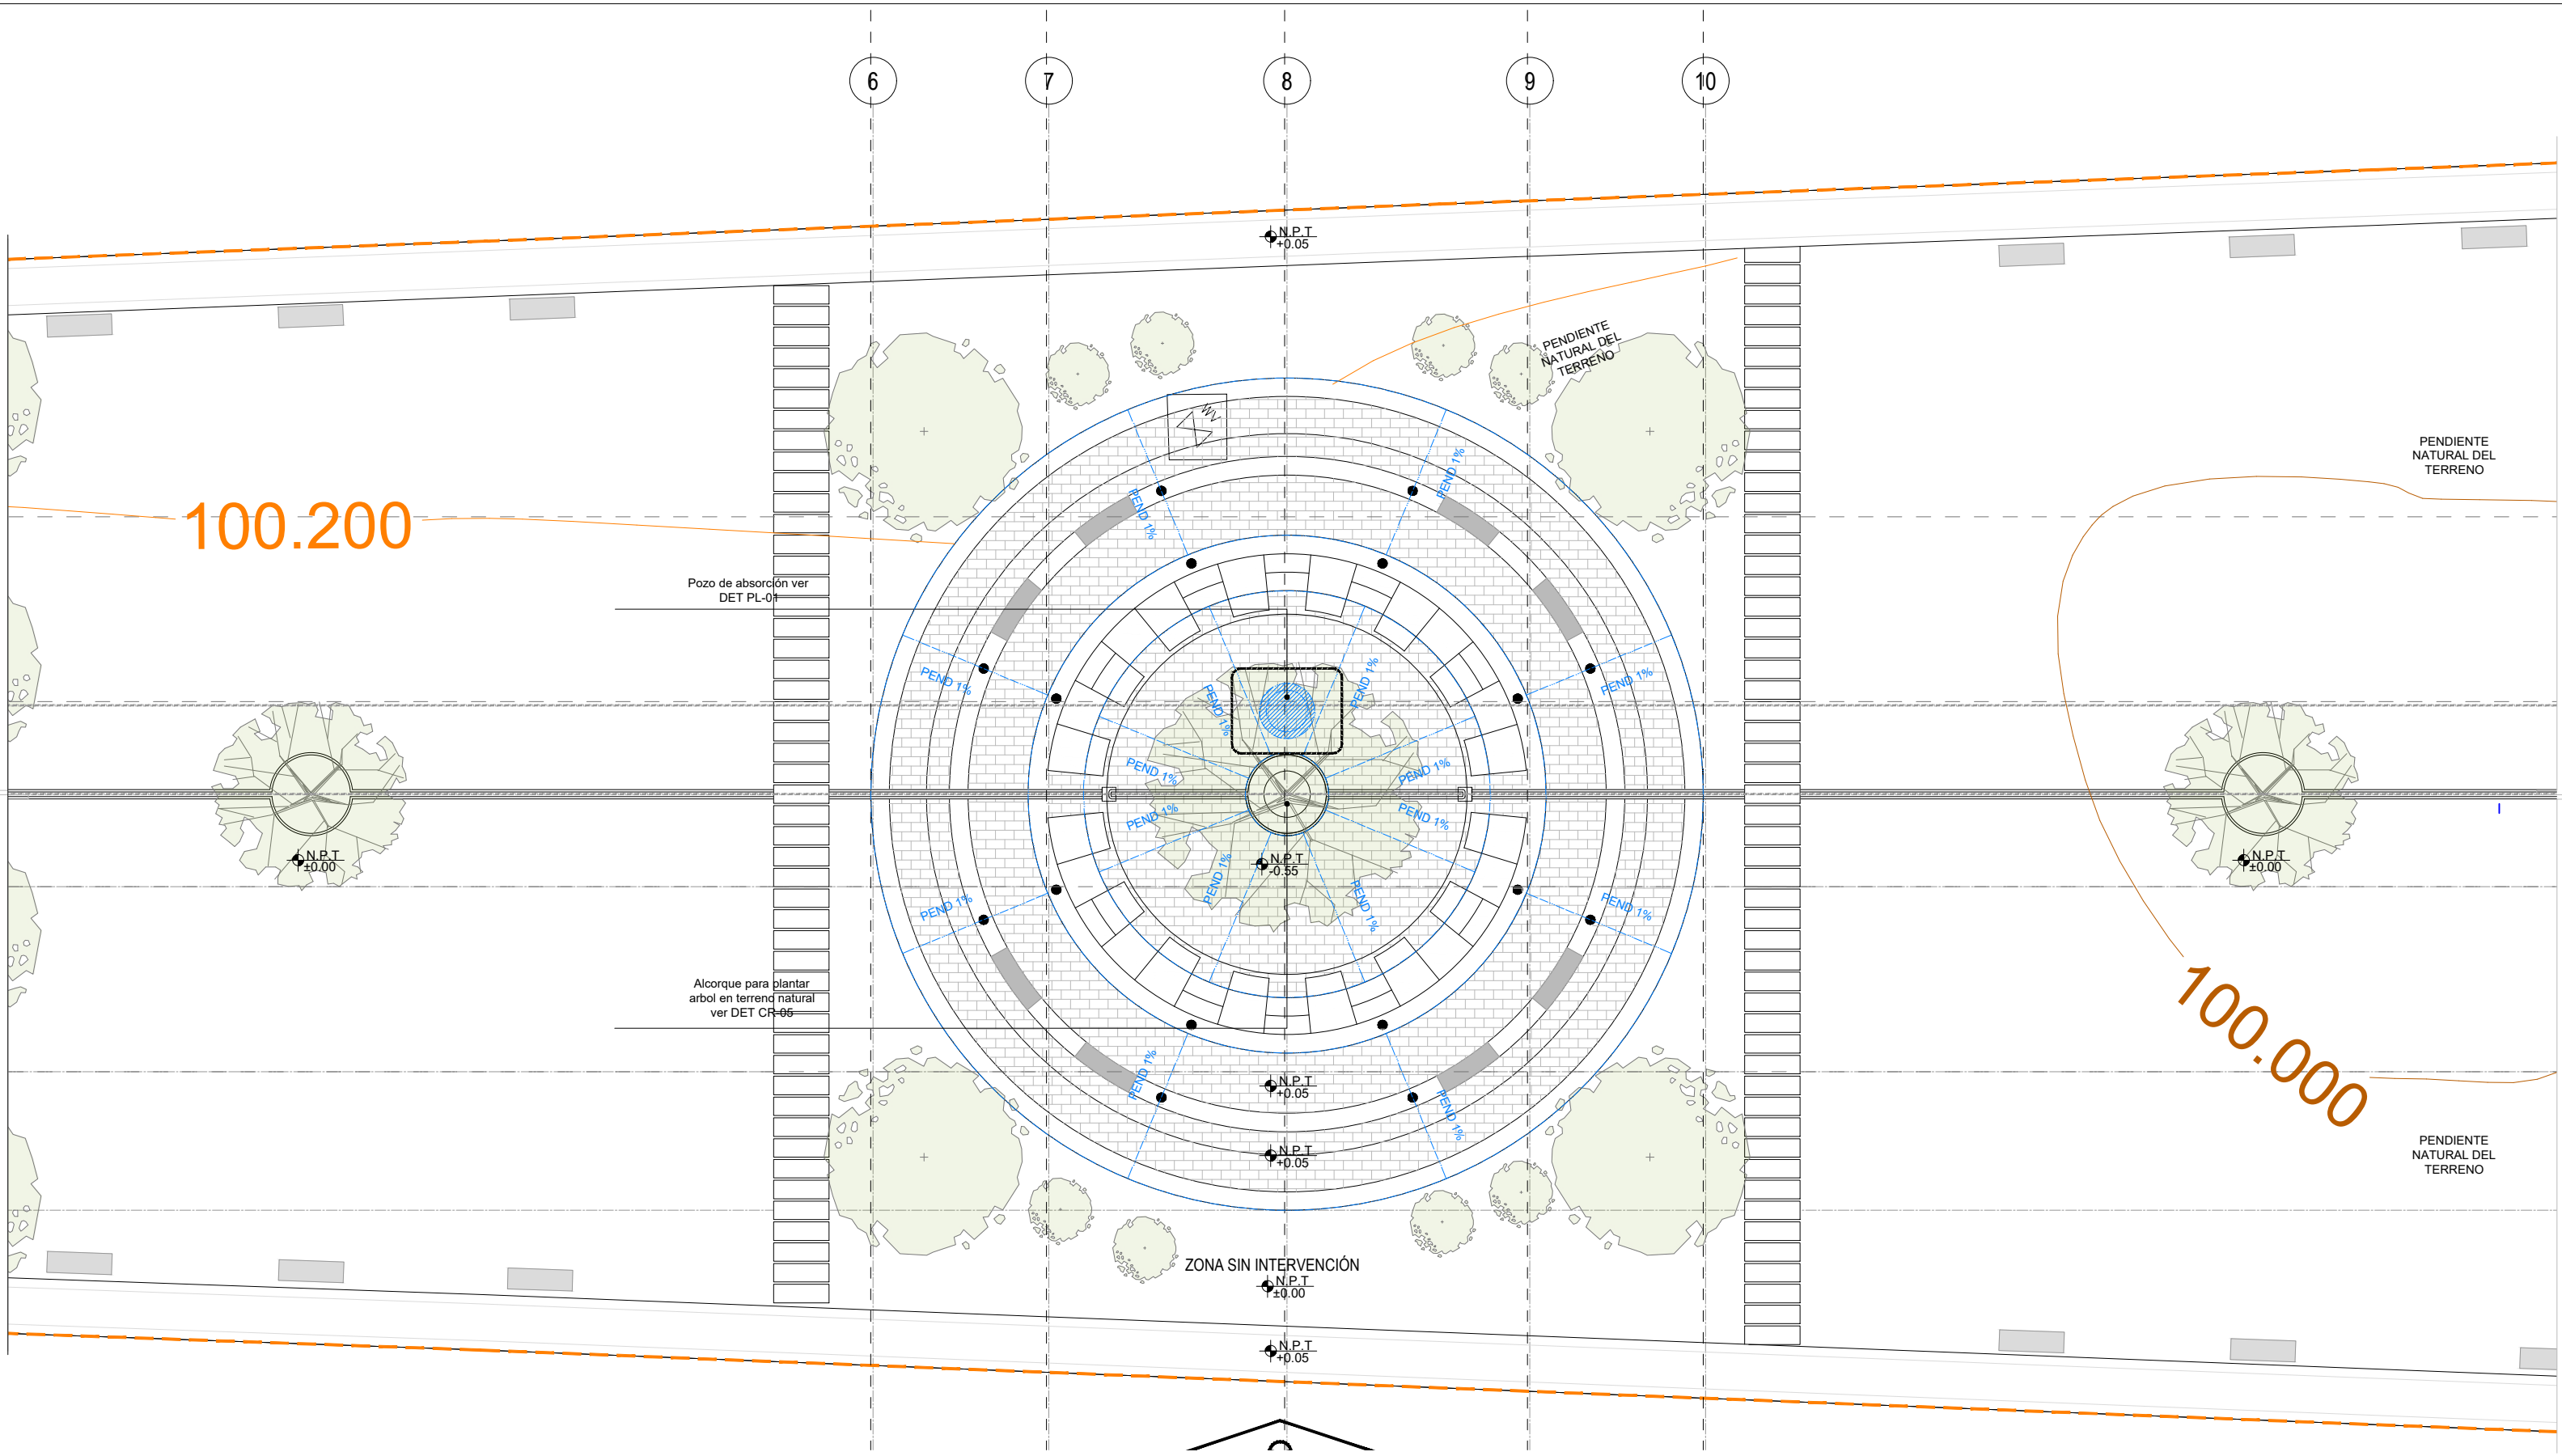 6
7
8
9
10
N.P.T
+0.05
PENDIENTE
NATURAL DEL
TERRENO
PENDIENTE
NATURAL DEL
TERRENO
WV
PEND 1%
PEND 1%
100.200
Pozo de absorción ver
DET PL-01
PEND 1%
PEND 1%
PEND 1%
PEND 1%
PEND 1%
PEND 1%
PEND 1%
PEND 1%
N.P.T
±0.00
N.P.T
-0.55
N.P.T
±0.00
PEND 1%
PEND 1%
PEND 1%
PEND 1%
Alcorque para plantar
arbol en terreno natural
ver DET CR-05
100.000
PEND 1%
PEND 1%
N.P.T
+0.05
N.P.T
+0.05
PENDIENTE
NATURAL DEL
TERRENO
ZONA SIN INTERVENCIÓN
N.P.T
±0.00
N.P.T
+0.05